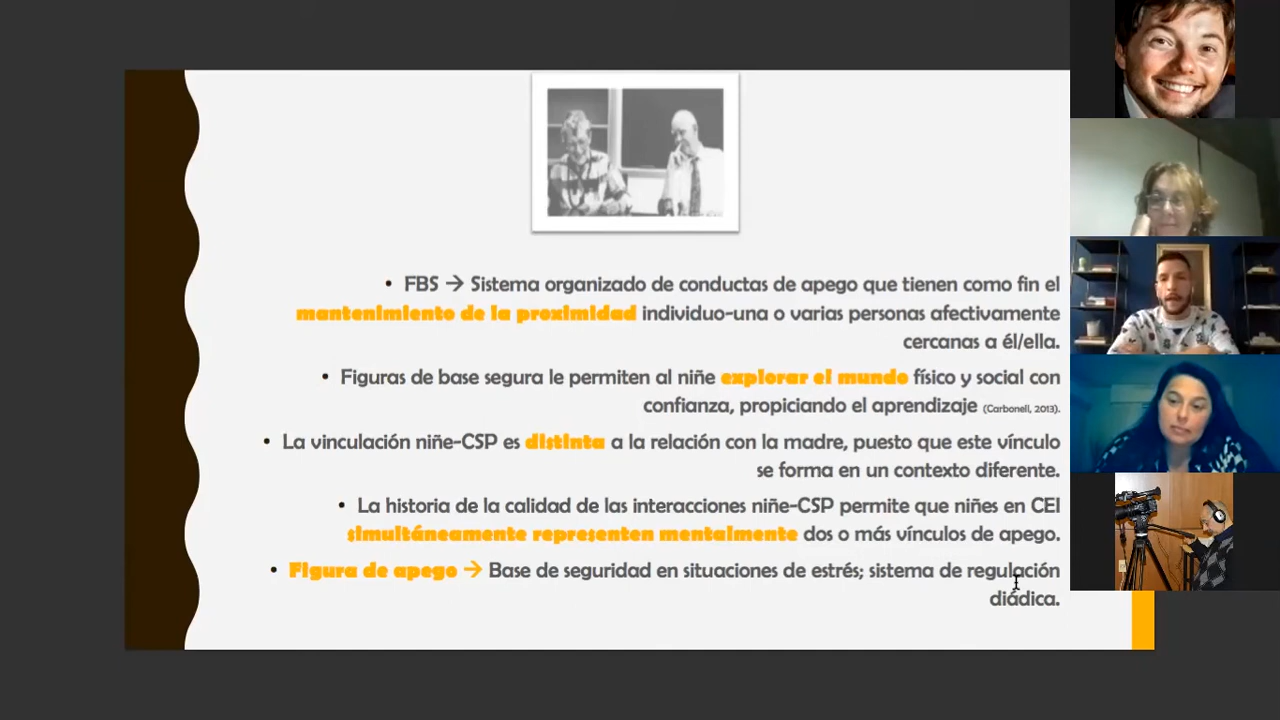 • FBS → Sistema organizado de conductas de apego que tienen como fin el
mantenimiento de la proximidad individuo-una o varias personas afectivamente
cercanas a él/ella.
• Figuras de base segura le permiten al niñe explorar el mundo físico y social con
confianza, propiciando el aprendizaje (Carbonell, 2013).
• La vinculación niñe-CSP es distinta a la relación con la madre, puesto que este vínculo
se forma en un contexto diferente.
• La historia de la calidad de las interacciones niñe-CSP permite que niñes en CEI
simultáneamente representen mentalmente dos o más vínculos de apego.
• Figura de apego → Base de seguridad en situaciones de estrés; sistema de regulación
diádica.